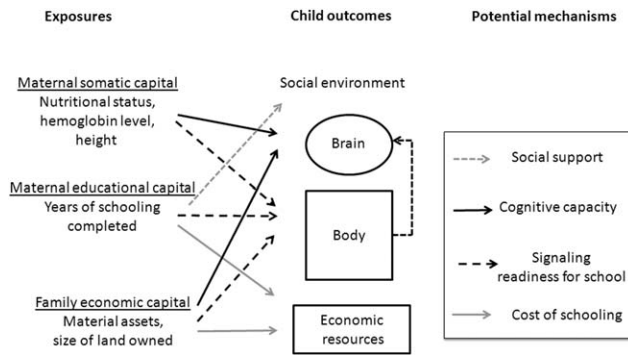 Exposures
Child outcomes
Potential mechanisms
Maternal somatic capital
Nutritional status,
hemoglobin level,
height
Maternal educational capital
Years of schooling
completed
Family economic capital
Material assets,
size of land owned
Social environment
Brain
Body
Economic
resources
Social support
Cognitive capacity
Signaling
readiness for school
Cost of schooling